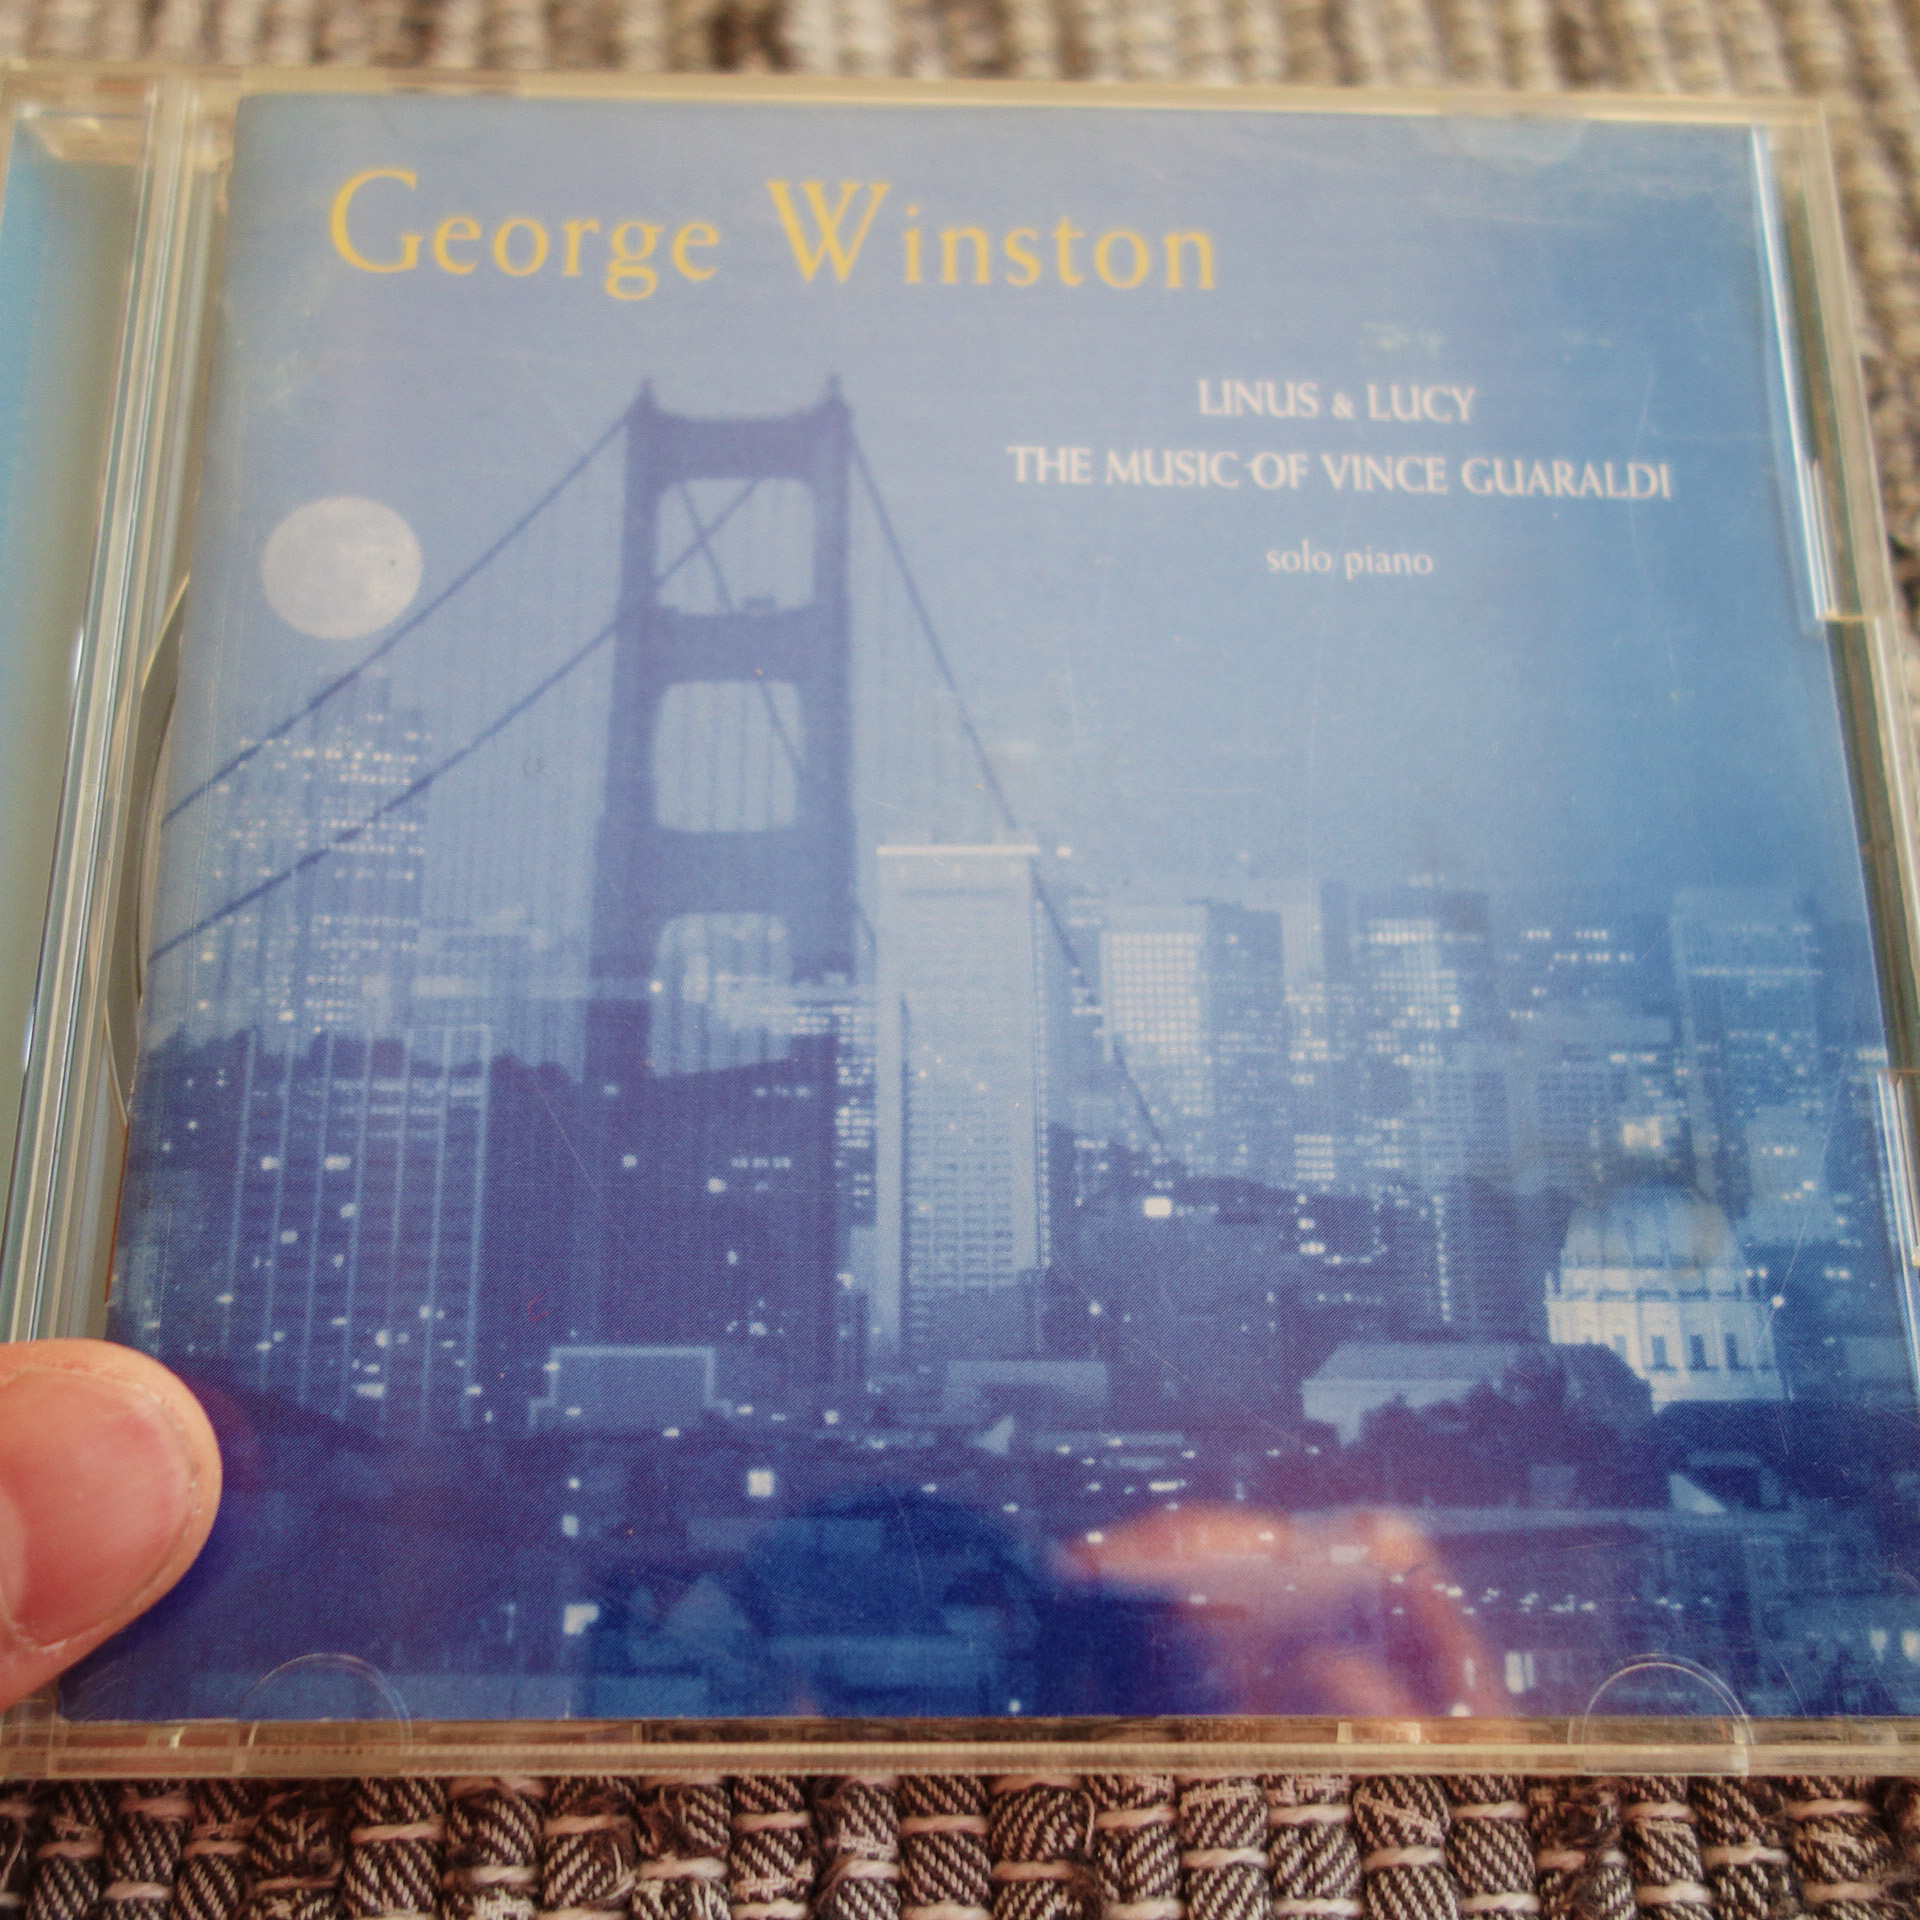 George Winston
LINUS & LUCY
THE MUSIC OF VINCE GUARALDI
solo piano